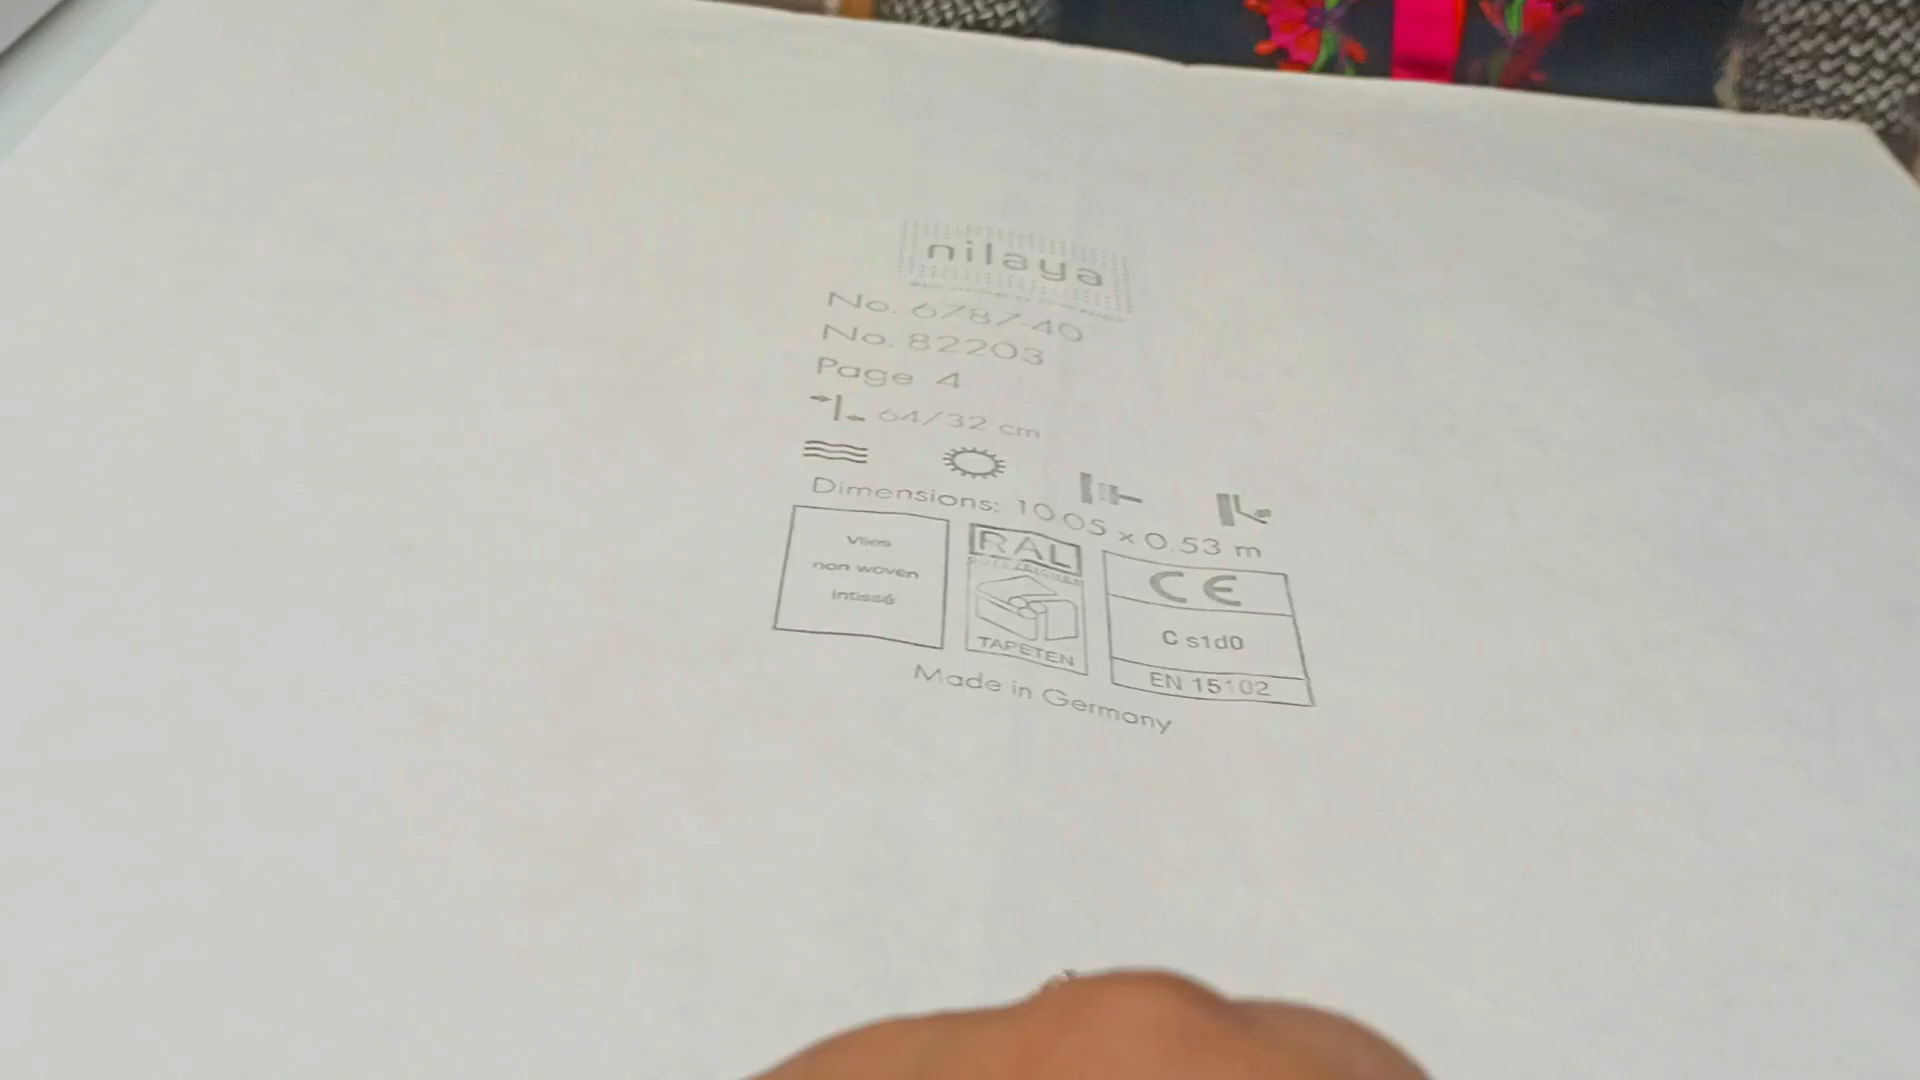 nilaya
No. 6787-40
No. 82203
Page 4
64/32 cm
Dimensions: 10.05 x 0.53 m
Vlies
non woven
intissé
RAL
GÜTEZEICHEN
TAPETEN
CE
C s1d0
EN 15102
Made in Germany